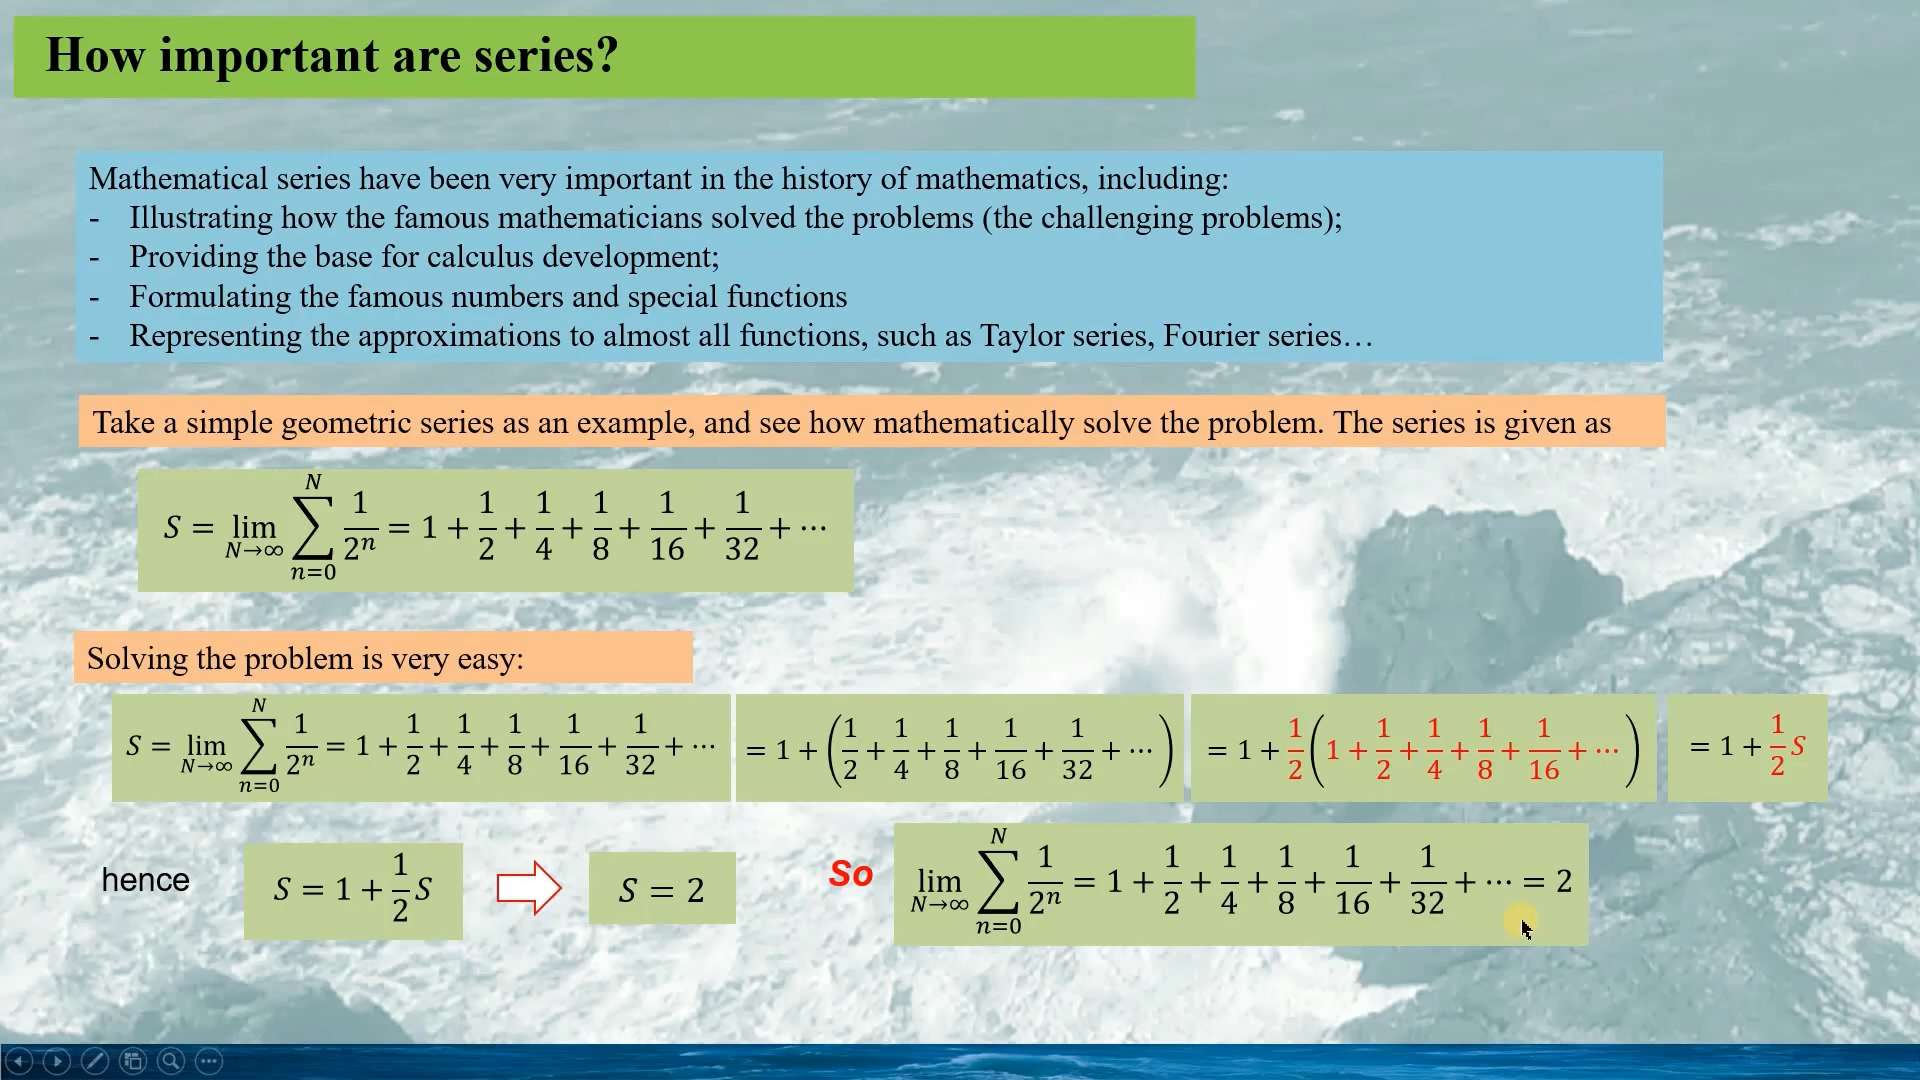 How important are series?
Mathematical series have been very important in the history of mathematics, including:
- Illustrating how the famous mathematicians solved the problems (the challenging problems);
- Providing the base for calculus development;
- Formulating the famous numbers and special functions
- Representing the approximations to almost all functions, such as Taylor series, Fourier series…
Take a simple geometric series as an example, and see how mathematically solve the problem. The series is given as
S = lim_{N→∞} ∑_{n=0}^{N} 1/2^n = 1 + 1/2 + 1/4 + 1/8 + 1/16 + 1/32 + ⋯
Solving the problem is very easy:
S = lim_{N→∞} ∑_{n=0}^{N} 1/2^n = 1 + 1/2 + 1/4 + 1/8 + 1/16 + 1/32 + ⋯ = 1 + (1/2 + 1/4 + 1/8 + 1/16 + 1/32 + ⋯) = 1 + 1/2 (1 + 1/2 + 1/4 + 1/8 + 1/16 + ⋯) = 1 + 1/2 S
hence S = 1 + 1/2 S S = 2 So lim_{N→∞} ∑_{n=0}^{N} 1/2^n = 1 + 1/2 + 1/4 + 1/8 + 1/16 + 1/32 + ⋯ = 2